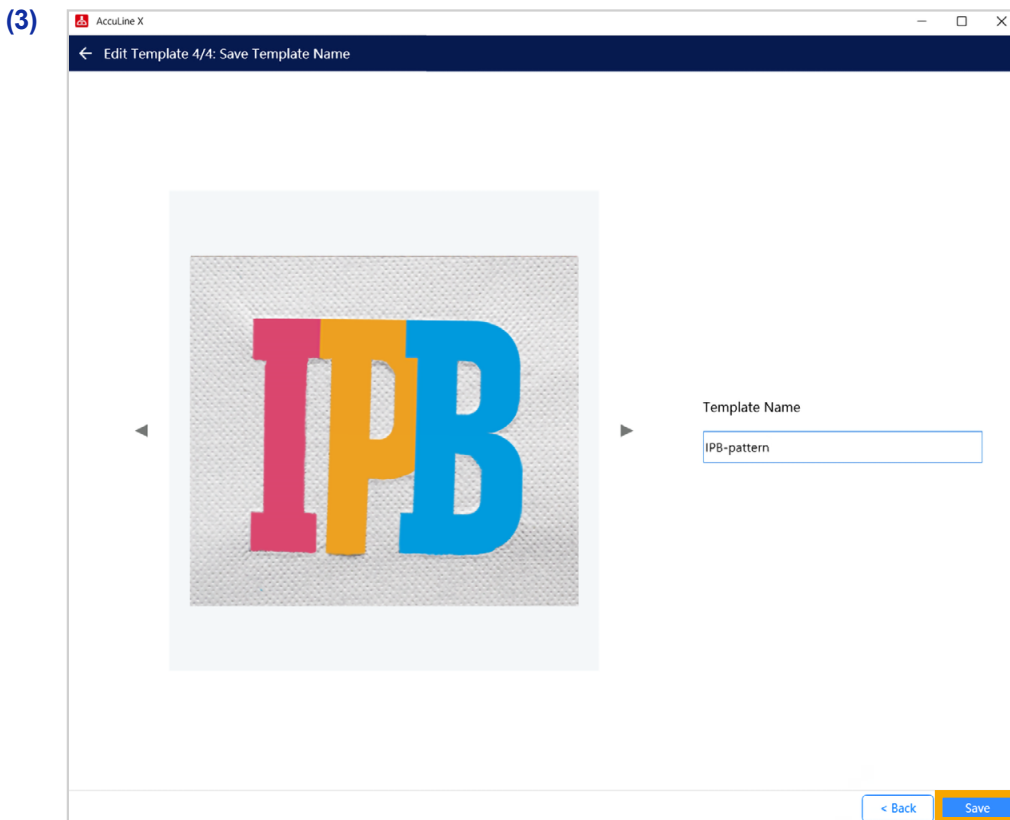 (3)
AccuLine X
Edit Template 4/4: Save Template Name
IPB
Template Name
IPB-pattern
< Back
Save